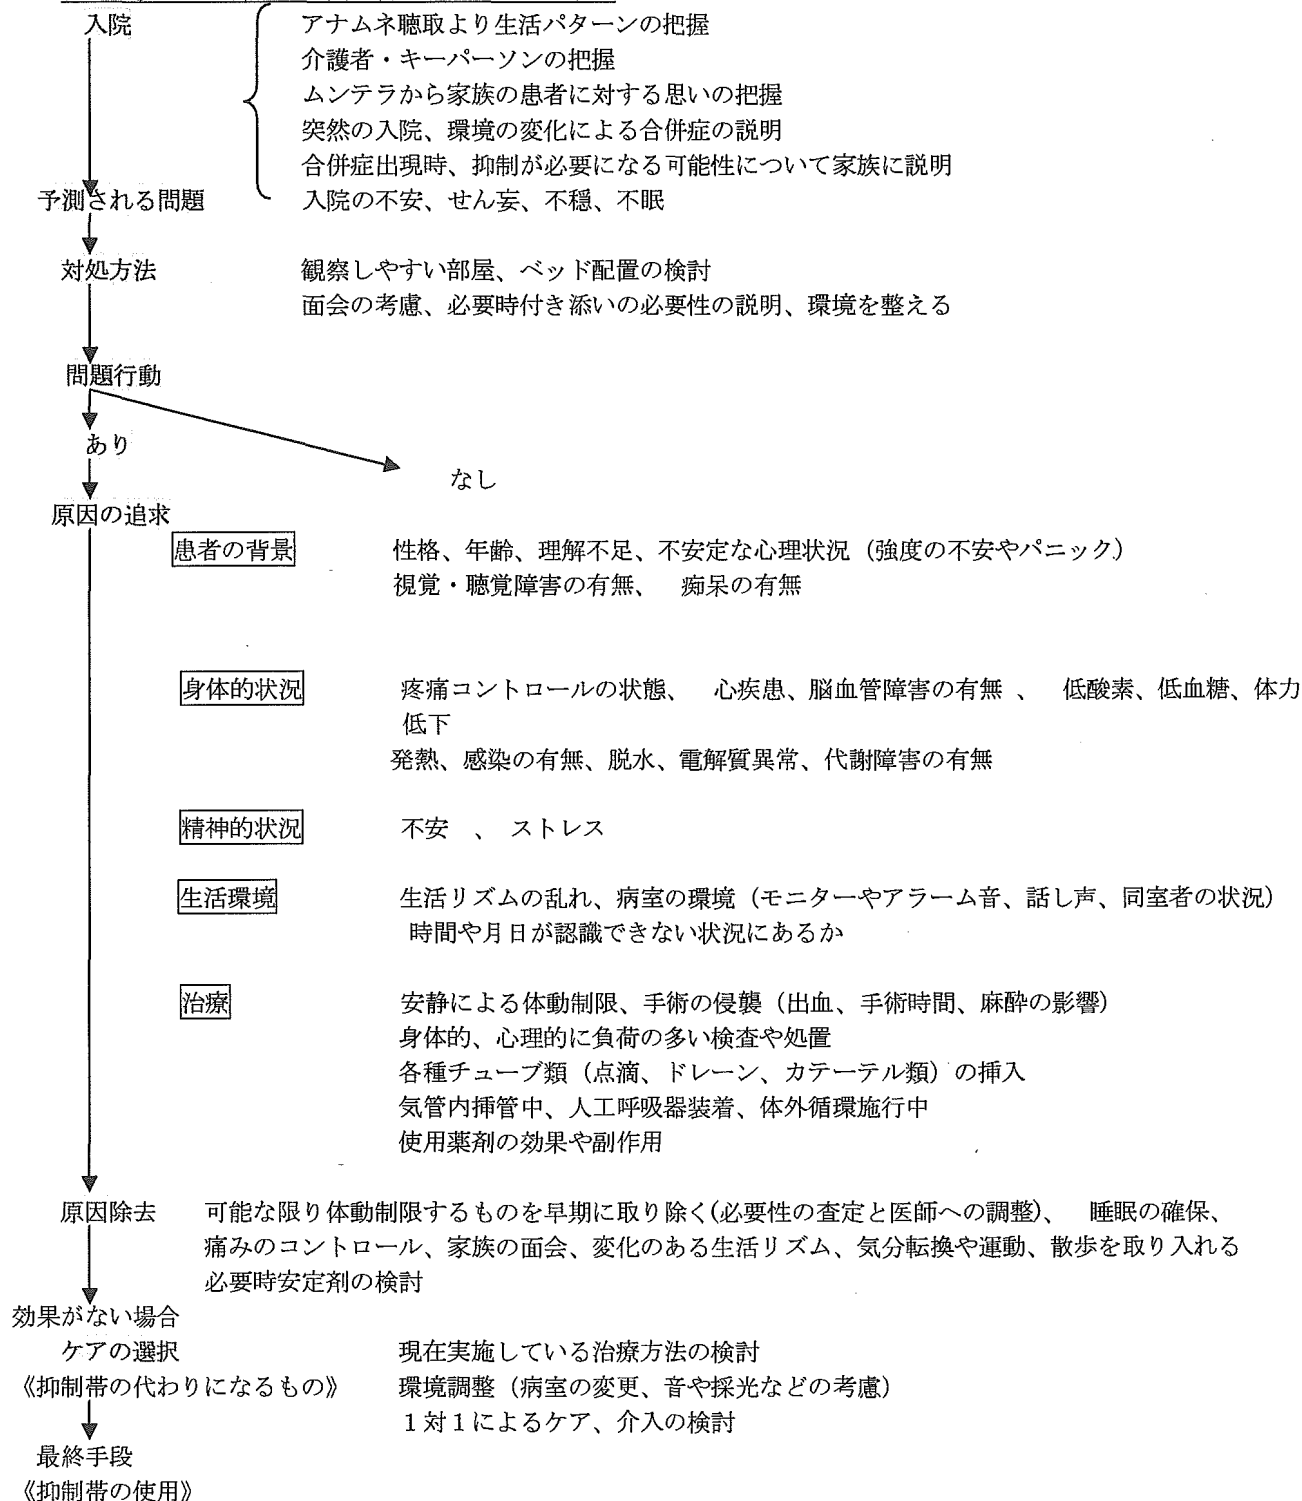 入院 アナムネ聴取より生活パターンの把握
介護者・キーパーソンの把握
ムンテラから家族の患者に対する思いの把握
突然の入院、環境の変化による合併症の説明
合併症出現時、抑制が必要になる可能性について家族に説明
予測される問題 入院の不安、せん妄、不穏、不眠
対処方法 観察しやすい部屋、ベッド配置の検討
面会の考慮、必要時付き添いの必要性の説明、環境を整える
問題行動
あり
なし
原因の追求
患者の背景 性格、年齢、理解不足、不安定な心理状況（強度の不安やパニック）
視覚・聴覚障害の有無、 痴呆の有無
身体的状況 疼痛コントロールの状態、 心疾患、脳血管障害の有無 、 低酸素、低血糖、体力
低下
発熱、感染の有無、脱水、電解質異常、代謝障害の有無
精神的状況 不安 、 ストレス
生活環境 生活リズムの乱れ、病室の環境（モニターやアラーム音、話し声、同室者の状況）
時間や月日が認識できない状況にあるか
治療 安静による体動制限、手術の侵襲（出血、手術時間、麻酔の影響）
身体的、心理的に負荷の多い検査や処置
各種チューブ類（点滴、ドレーン、カテーテル類）の挿入
気管内挿管中、人工呼吸器装着、体外循環施行中
使用薬剤の効果や副作用
原因除去 可能な限り体動制限するものを早期に取り除く(必要性の査定と医師への調整)、 睡眠の確保、
痛みのコントロール、家族の面会、変化のある生活リズム、気分転換や運動、散歩を取り入れる
必要時安定剤の検討
効果がない場合
ケアの選択 現在実施している治療方法の検討
《抑制帯の代わりになるもの》 環境調整（病室の変更、音や採光などの考慮）
１対１によるケア、介入の検討
最終手段
《抑制帯の使用》